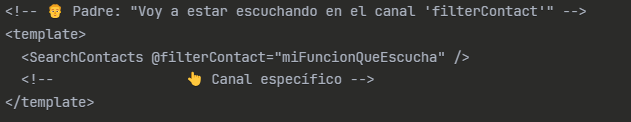 <!-- 👨‍🦳 Padre: "Voy a estar escuchando en el canal 'filterContact'" -->
<template>
<SearchContacts @filterContact="miFuncionQueEscucha" />
<!-- 👆 Canal específico -->
</template>